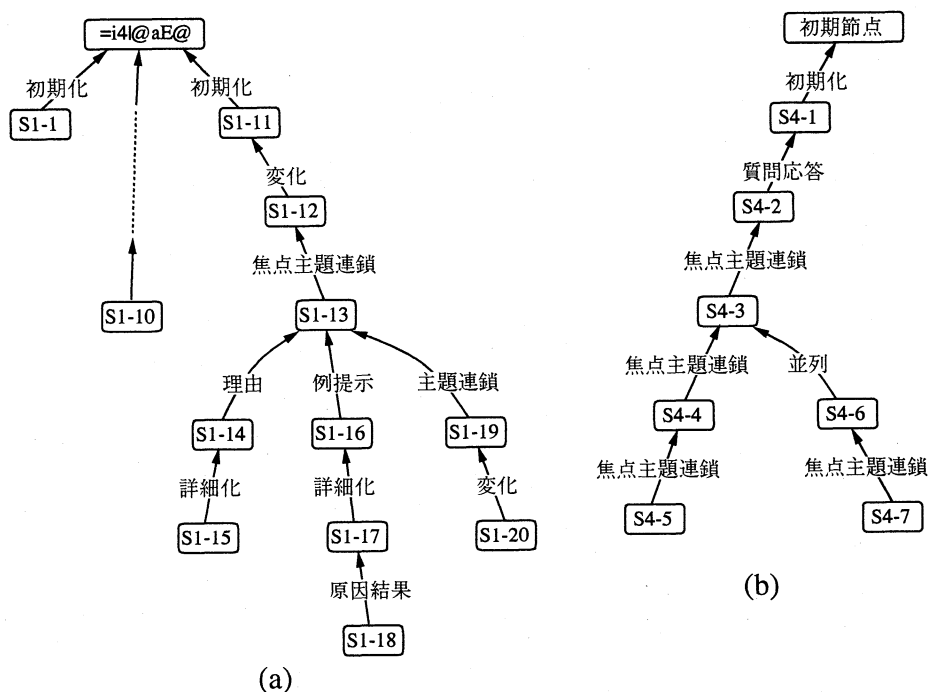 =i4l@aE@
初期化
初期化
S1-1
S1-11
変化
S1-12
焦点主題連鎖
S1-10
S1-13
理由
例提示
主題連鎖
S1-14
S1-16
S1-19
詳細化
詳細化
変化
S1-15
S1-17
S1-20
原因結果
S1-18
(a)
初期節点
初期化
S4-1
質問応答
S4-2
焦点主題連鎖
S4-3
焦点主題連鎖
並列
S4-4
S4-6
焦点主題連鎖
焦点主題連鎖
S4-5
S4-7
(b)